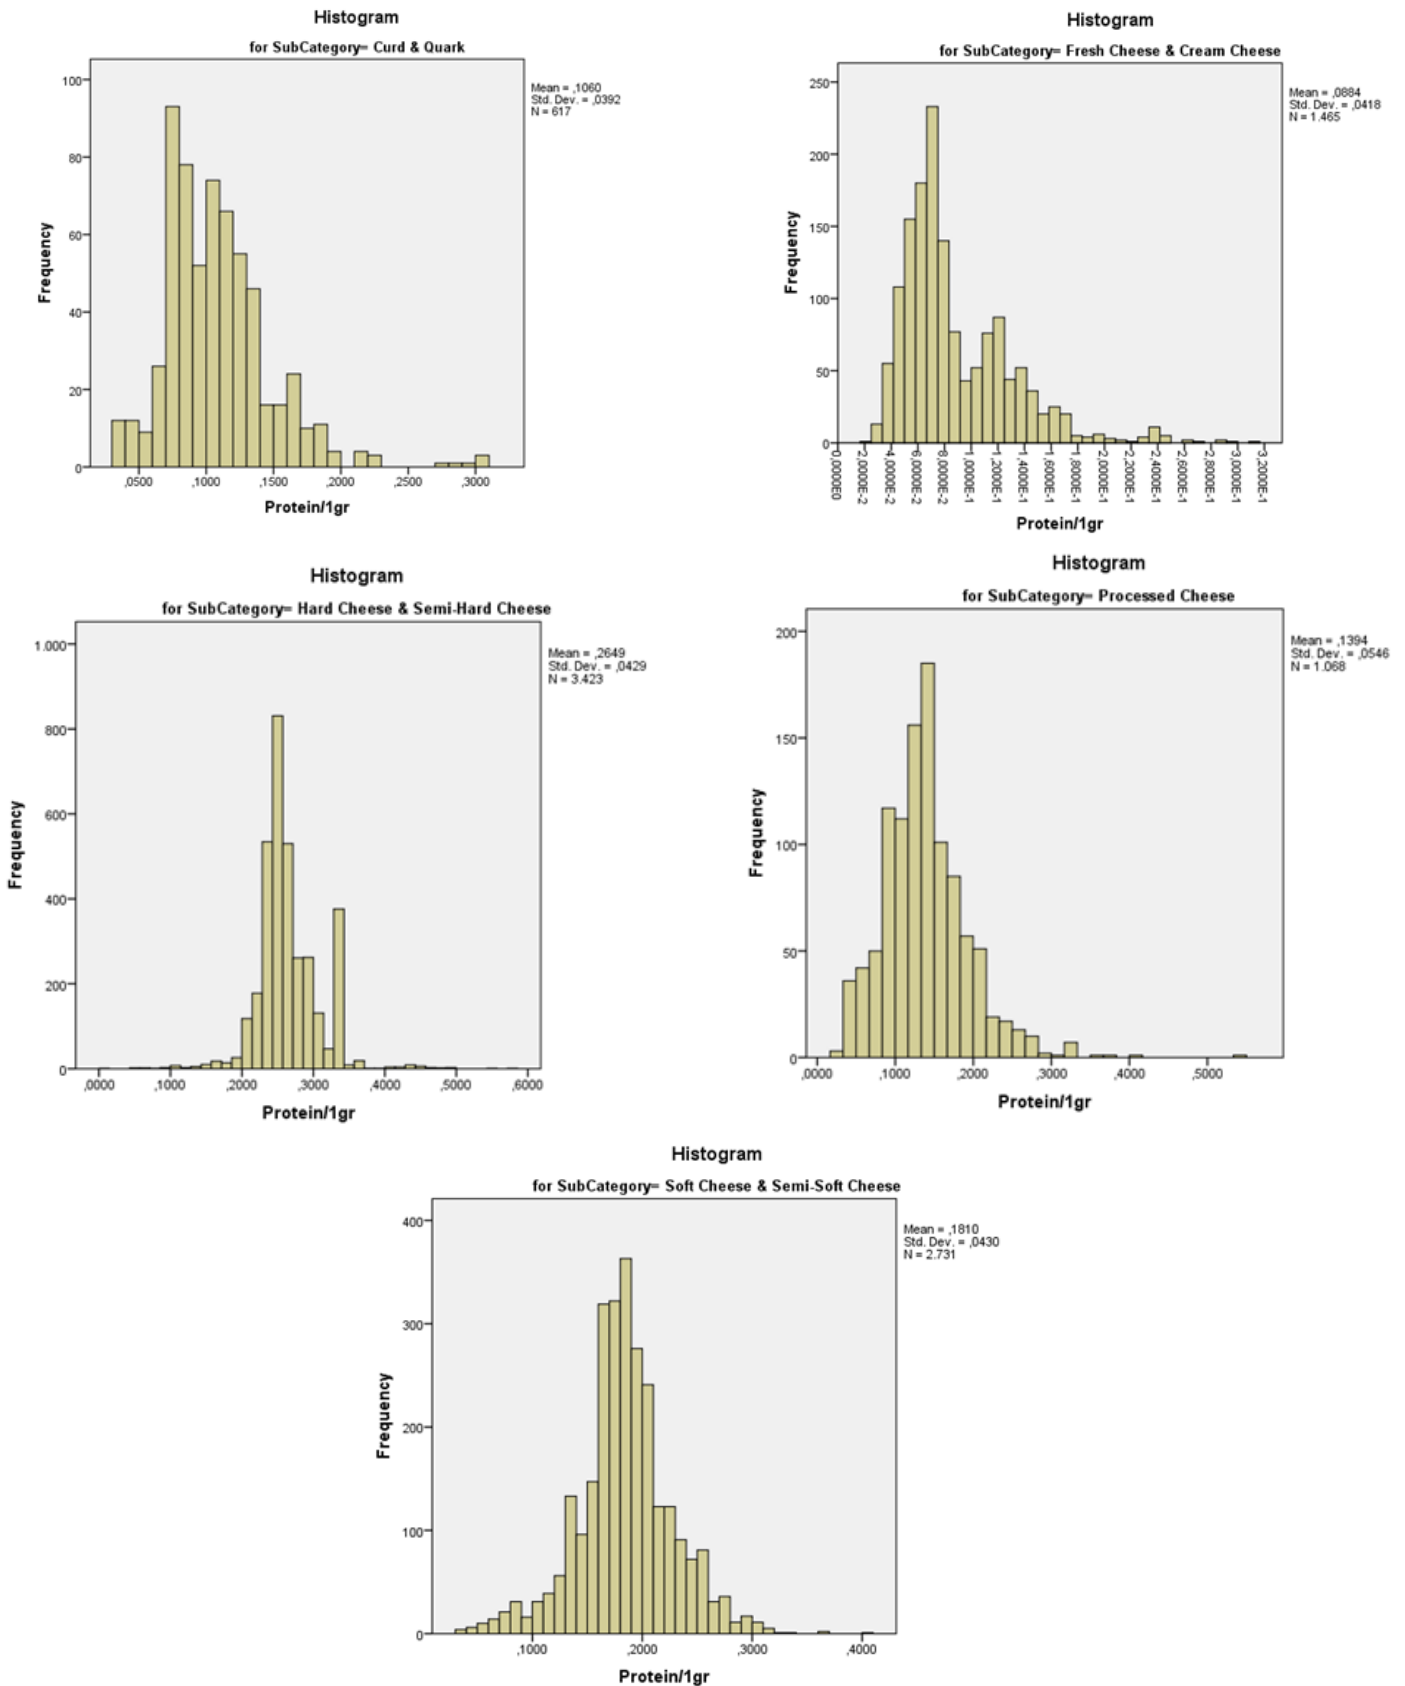 Histogram
for SubCategory= Curd & Quark
Mean = ,1060
Std. Dev. = ,0392
N = 617
100
80
60
40
20
0
Frequency
,0500 ,1000 ,1500 ,2000 ,2500 ,3000
Protein/1gr
Histogram
for SubCategory= Fresh Cheese & Cream Cheese
Mean = ,0884
Std. Dev. = ,0418
N = 1.465
250
200
150
100
50
0
Frequency
0,0000E0
2,0000E-2
4,0000E-2
6,0000E-2
8,0000E-2
1,0000E-1
1,2000E-1
1,4000E-1
1,6000E-1
1,8000E-1
2,0000E-1
2,2000E-1
2,4000E-1
2,6000E-1
2,8000E-1
3,0000E-1
3,2000E-1
Protein/1gr
Histogram
for SubCategory= Hard Cheese & Semi-Hard Cheese
Mean = ,2649
Std. Dev. = ,0429
N = 3.423
1.000
800
600
400
200
0
Frequency
,0000 ,1000 ,2000 ,3000 ,4000 ,5000 ,6000
Protein/1gr
Histogram
for SubCategory= Processed Cheese
Mean = ,1394
Std. Dev. = ,0546
N = 1.068
200
150
100
50
0
Frequency
,0000 ,1000 ,2000 ,3000 ,4000 ,5000
Protein/1gr
Histogram
for SubCategory= Soft Cheese & Semi-Soft Cheese
Mean = ,1810
Std. Dev. = ,0430
N = 2.731
400
300
200
100
0
Frequency
,1000 ,2000 ,3000 ,4000
Protein/1gr